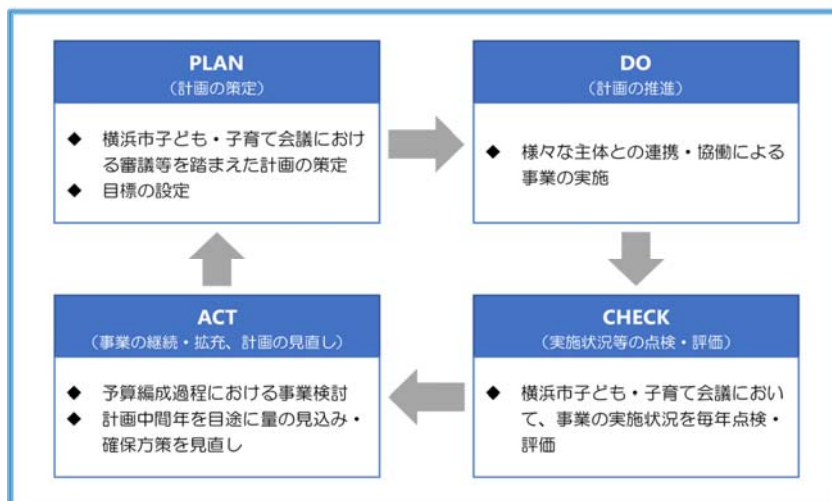 PLAN
（計画の策定）
◆ 横浜市子ども・子育て会議におけ
る審議等を踏まえた計画の策定
◆ 目標の設定
DO
（計画の推進）
◆ 様々な主体との連携・協働による
事業の実施
CHECK
（実施状況等の点検・評価）
◆ 横浜市子ども・子育て会議におい
て、事業の実施状況を毎年点検・
評価
ACT
（事業の継続・拡充、計画の見直し）
◆ 予算編成過程における事業検討
◆ 計画中間年を目途に量の見込み・
確保方策を見直し